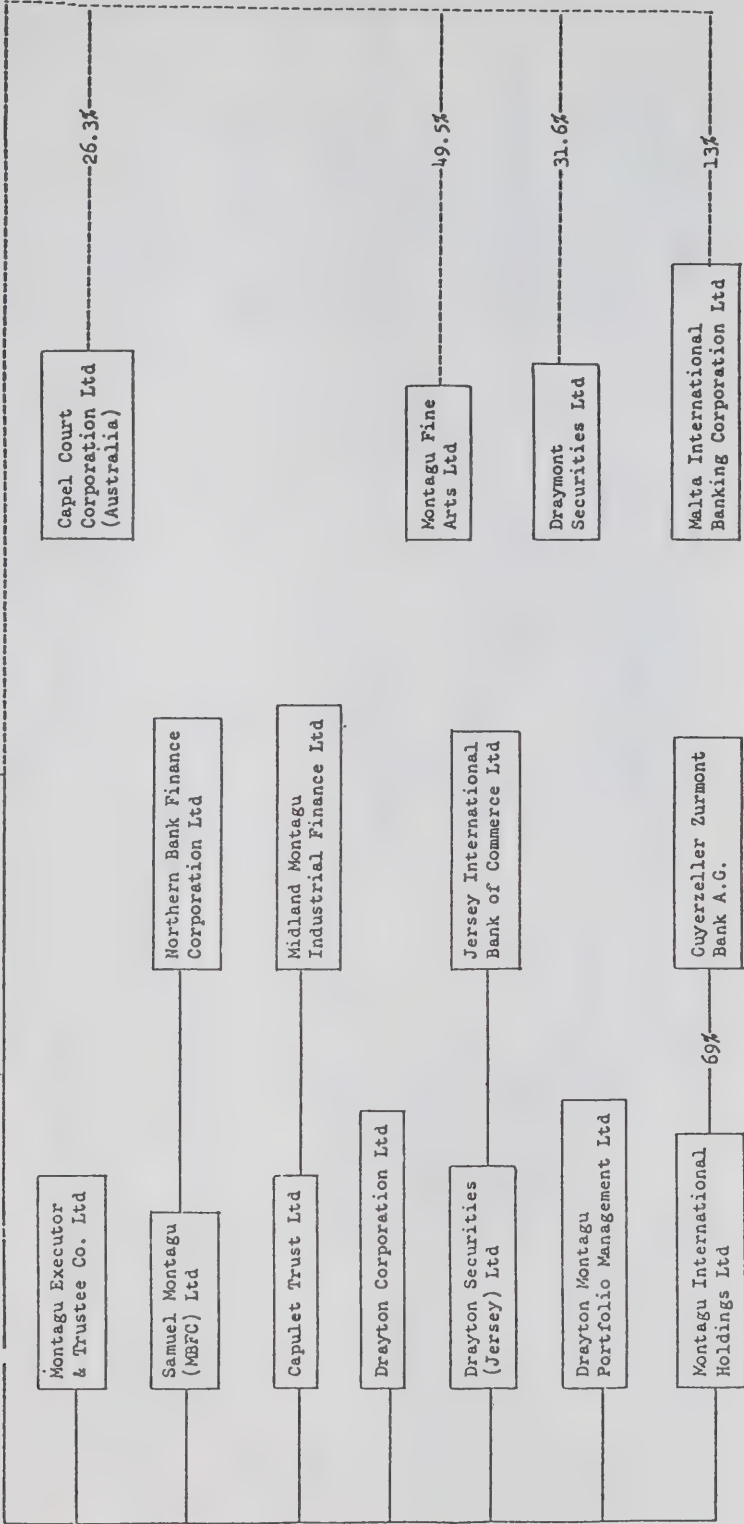 Montagu Executor
& Trustee Co. Ltd
Capel Court
Corporation Ltd
(Australia)
26.3%
Samuel Montagu
(MBFC) Ltd
Northern Bank Finance
Corporation Ltd
Capulet Trust Ltd
Midland Montagu
Industrial Finance Ltd
Drayton Corporation Ltd
Montagu Fine
Arts Ltd
49.5%
Drayton Securities
(Jersey) Ltd
Jersey International
Bank of Commerce Ltd
Draymont
Securities Ltd
31.6%
Drayton Montagu
Portfolio Management Ltd
Montagu International
Holdings Ltd
69%
Guyerzeller Zurmont
Bank A.G.
Malta International
Banking Corporation Ltd
13%